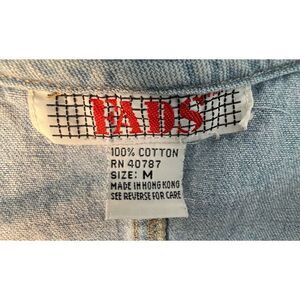 FADS
100% COTTON
RN 40787
SIZE: M
MADE IN HONG KONG
SEE REVERSE FOR CARE